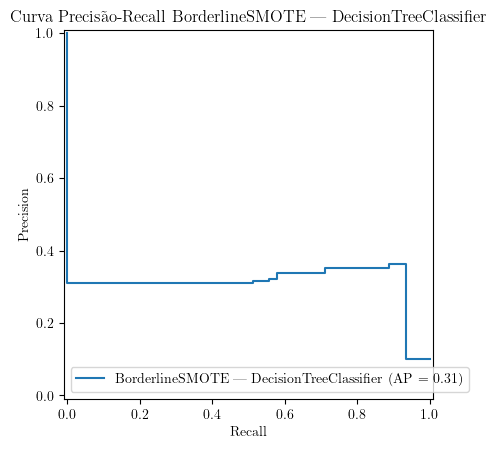 Curva Precisão-Recall BorderlineSMOTE — DecisionTreeClassifier
1.0
0.8
0.6
0.4
0.2
0.0
Precision
BorderlineSMOTE — DecisionTreeClassifier (AP = 0.31)
0.0 0.2 0.4 0.6 0.8 1.0
Recall